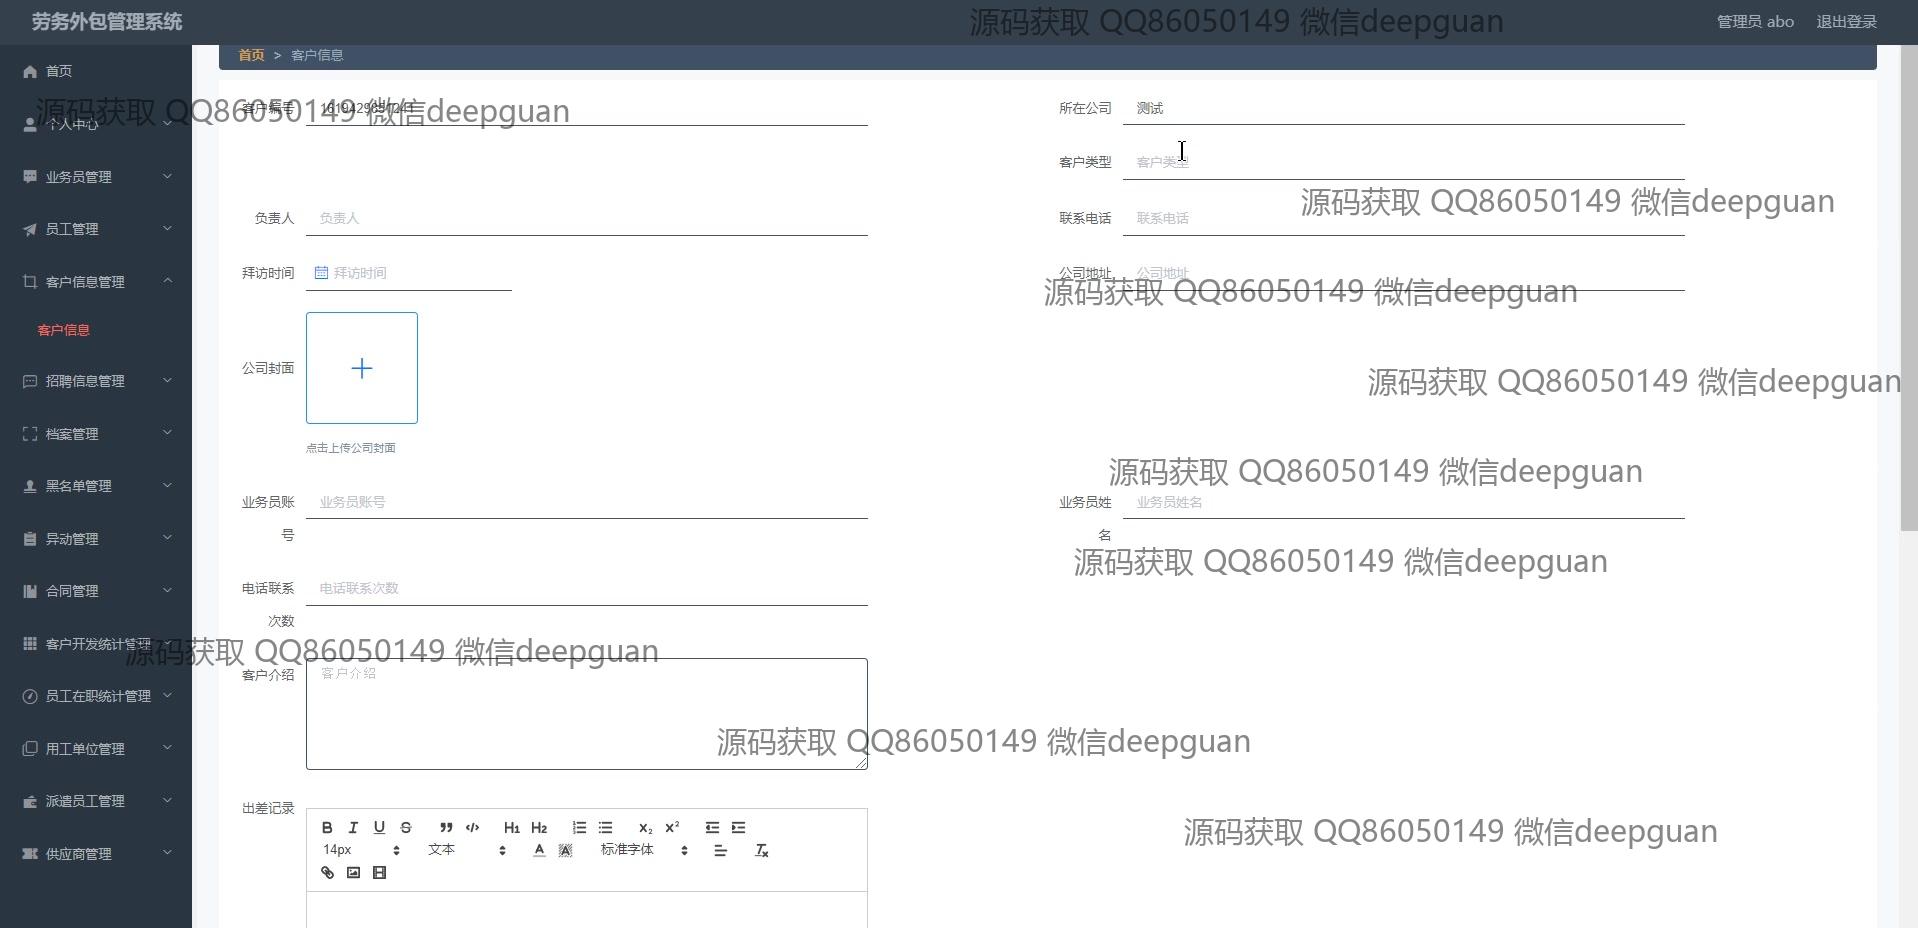 劳务外包管理系统
源码获取 QQ86050149 微信deepguan
管理员 abo
退出登录
首页 > 客户信息
首页
个人中心
业务员管理
员工管理
客户信息管理
客户信息
招聘信息管理
档案管理
黑名单管理
异动管理
合同管理
客户开发统计管理
员工在职统计管理
用工单位管理
派遣员工管理
供应商管理
源码获取 QQ86050149 微信deepguan
客户编号
所在公司 测试
客户类型 客户类型
源码获取 QQ86050149 微信deepguan
负责人 负责人
联系电话 联系电话
拜访时间 拜访时间
公司地址 公司地址
源码获取 QQ86050149 微信deepguan
公司封面
源码获取 QQ86050149 微信deepguan
点击上传公司封面
源码获取 QQ86050149 微信deepguan
业务员账号 业务员账号
业务员姓名 业务员姓名
源码获取 QQ86050149 微信deepguan
电话联系次数 电话联系次数
源码获取 QQ86050149 微信deepguan
客户介绍 客户介绍
源码获取 QQ86050149 微信deepguan
出差记录
B I U S H1 H2 X2 X2
14px 文本 A A 标准字体 Tx
源码获取 QQ86050149 微信deepguan